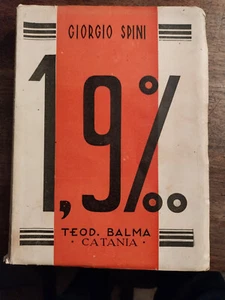 GIORGIO SPINI
1,9‰
TEOD. BALMA
· CATANIA ·